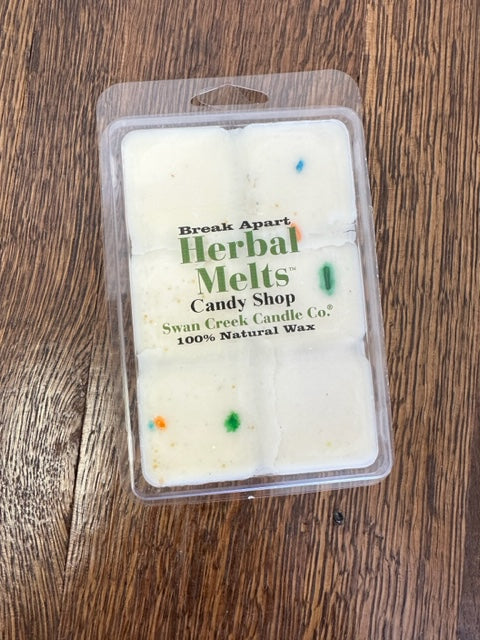 Break Apart
Herbal
Melts™
Candy Shop
Swan Creek Candle Co.®
100% Natural Wax